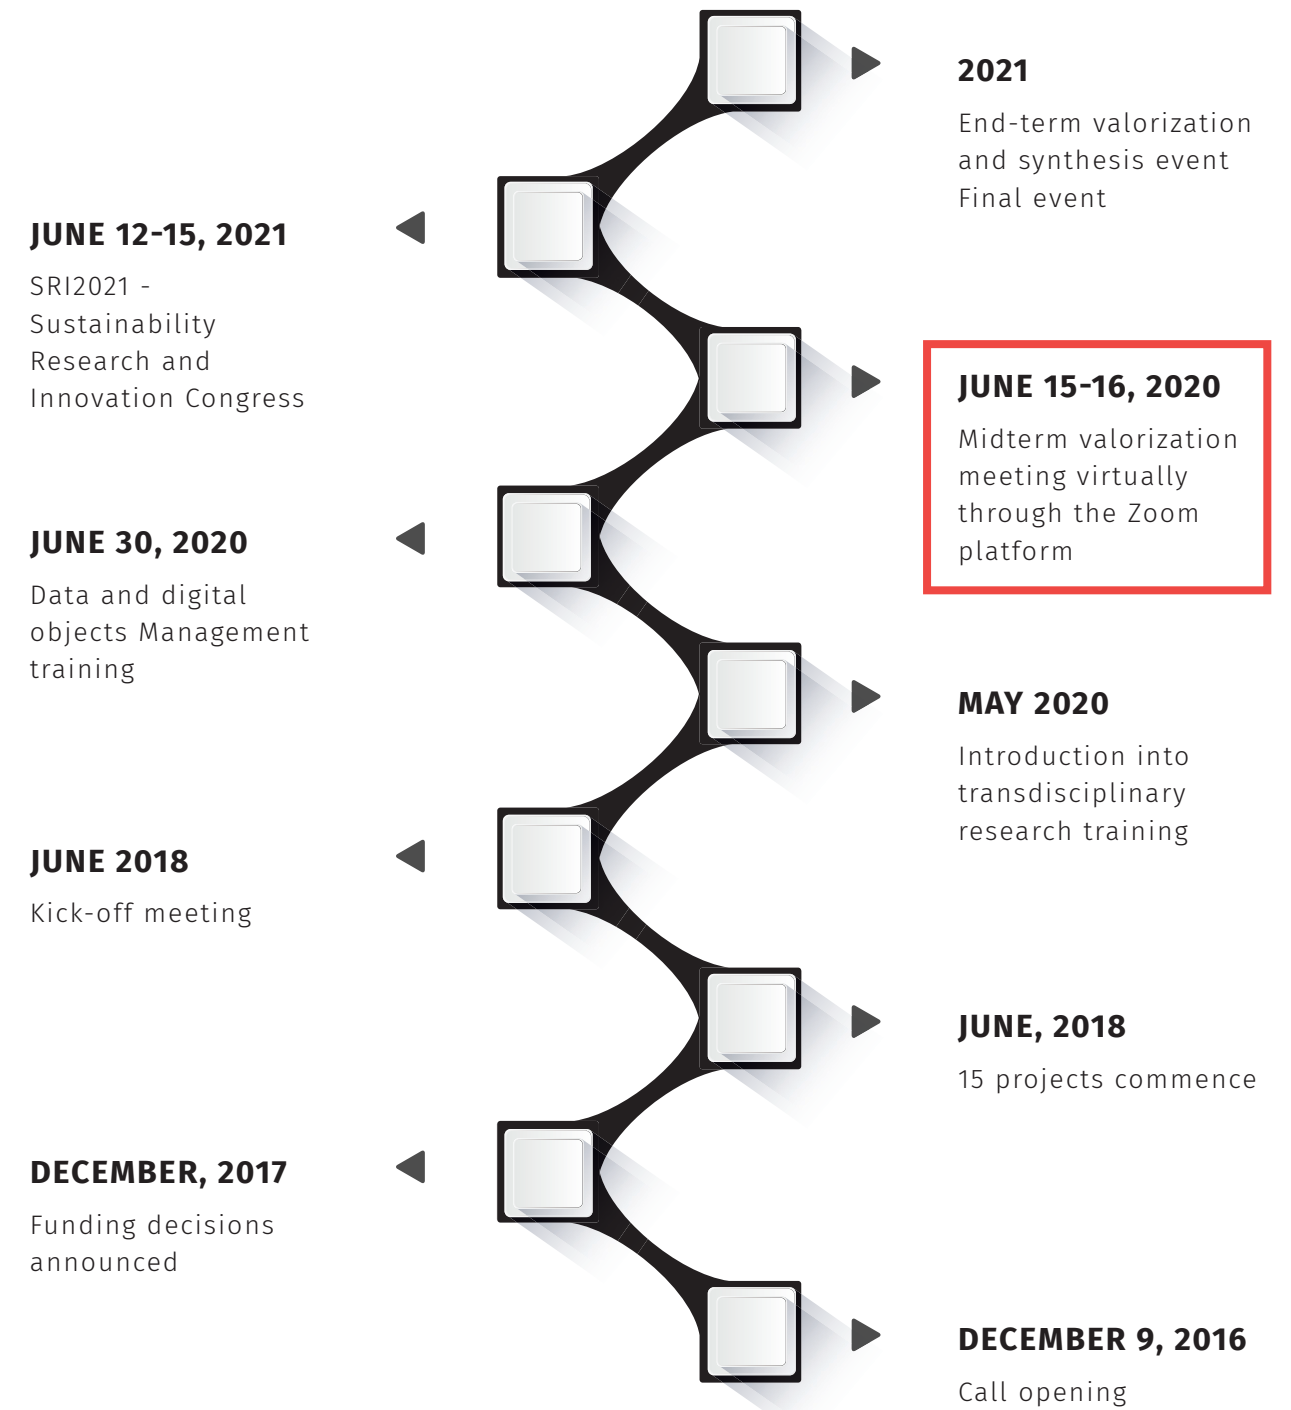 2021
End-term valorization
and synthesis event
Final event
JUNE 12-15, 2021
SRI2021 -
Sustainability
Research and
Innovation Congress
JUNE 15-16, 2020
Midterm valorization
meeting virtually
through the Zoom
platform
JUNE 30, 2020
Data and digital
objects Management
training
MAY 2020
Introduction into
transdisciplinary
research training
JUNE 2018
Kick-off meeting
JUNE, 2018
15 projects commence
DECEMBER, 2017
Funding decisions
announced
DECEMBER 9, 2016
Call opening